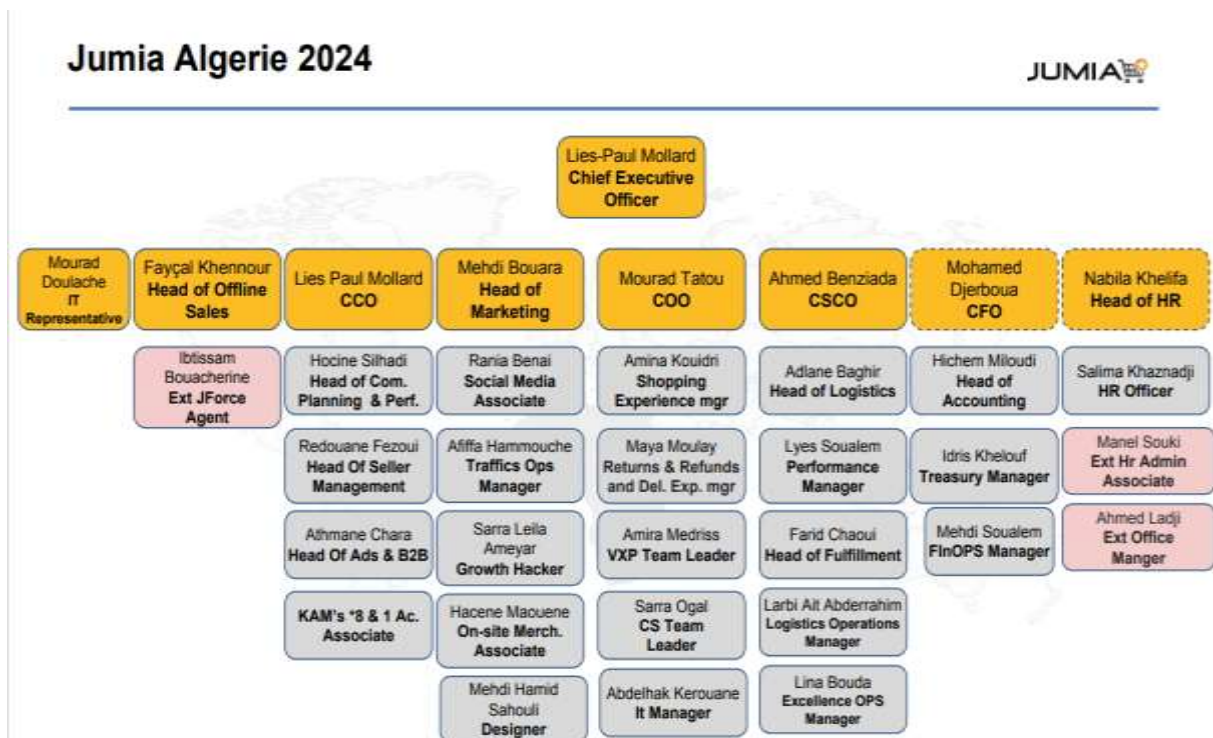 Jumia Algerie 2024
JUMIA
Lies-Paul Mollard
Chief Executive
Officer
Mourad
Doulache
IT
Representative
Fayçal Khennour
Head of Offline
Sales
Lies Paul Mollard
CCO
Mehdi Bouara
Head of
Marketing
Mourad Tatou
COO
Ahmed Benziada
CSCO
Mohamed
Djerboua
CFO
Nabila Khelifa
Head of HR
Ibtissam
Bouacherine
Ext JForce
Agent
Hocine Silhadi
Head of Com.
Planning & Perf.
Rania Benai
Social Media
Associate
Amina Kouidri
Shopping
Experience mgr
Adlane Baghir
Head of Logistics
Hichem Miloudi
Head of
Accounting
Salima Khaznadji
HR Officer
Redouane Fezoui
Head Of Seller
Management
Afiffa Hammouche
Traffics Ops
Manager
Maya Moulay
Returns & Refunds
and Del. Exp. mgr
Lyes Soualem
Performance
Manager
Idris Khelouf
Treasury Manager
Manel Souki
Ext Hr Admin
Associate
Athmane Chara
Head Of Ads & B2B
Sarra Leila
Ameyar
Growth Hacker
Amira Medriss
VXP Team Leader
Farid Chaoui
Head of Fulfillment
Mehdi Soualem
FInOPS Manager
Ahmed Ladji
Ext Office
Manger
KAM's *8 & 1 Ac.
Associate
Hacene Maouene
On-site Merch.
Associate
Sarra Ogal
CS Team
Leader
Larbi Ait Abderrahim
Logistics Operations
Manager
Mehdi Hamid
Sahouli
Designer
Abdelhak Kerouane
It Manager
Lina Bouda
Excellence OPS
Manager